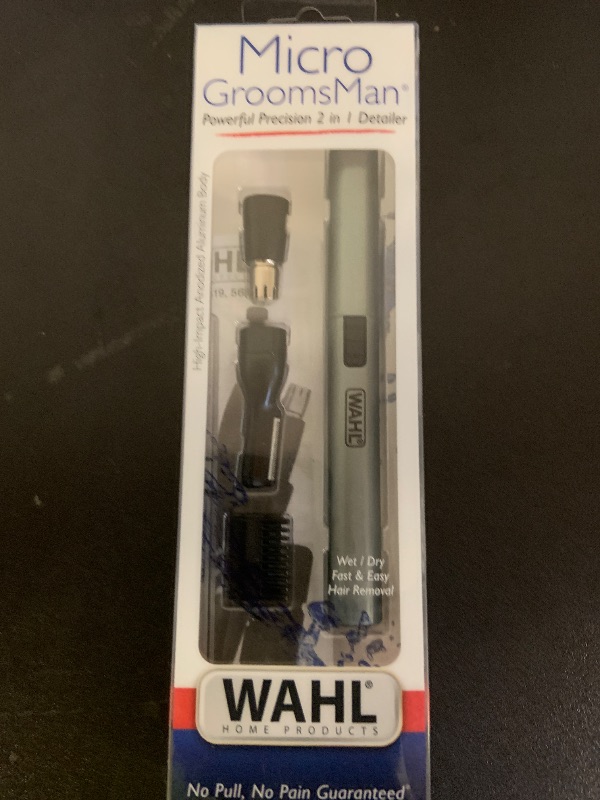 Micro
GroomsMan®
Powerful Precision 2 in 1 Detailer
High-Impact Anodized Aluminum Body
WAHL
Wet / Dry
Fast & Easy
Hair Removal
WAHL®
HOME PRODUCTS
No Pull, No Pain Guaranteed*